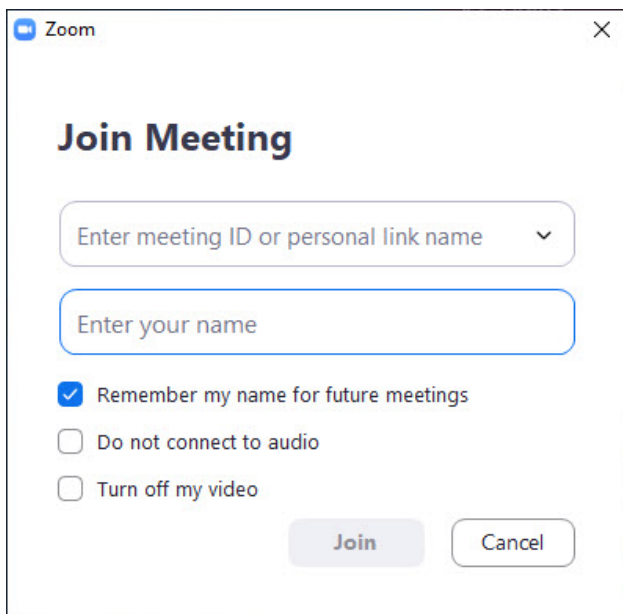 Zoom
Join Meeting
Enter meeting ID or personal link name
Enter your name
Remember my name for future meetings
Do not connect to audio
Turn off my video
Join Cancel